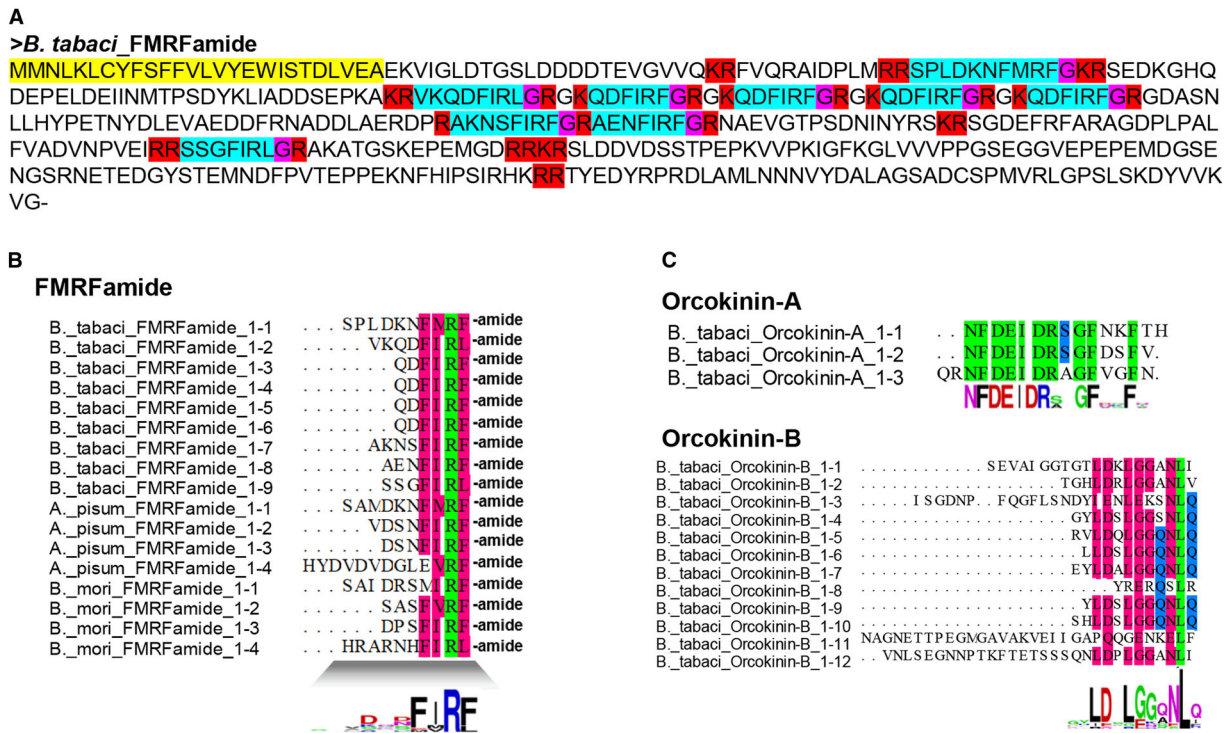 A
>B. tabaci_FMRFamide
MMNLKLCYFSFFVLVYEWISTDLVEAEKVIGLDTGSLDDDDTEVGVVQKRFVQRAIDPLMRRSPLDKNFMRFGKRSEDKGHQ
DEPELDEIINMTPSDYKLIADDSEPKAKRVKQDFIRLGRGKQDFIRFGRGKQDFIRFGRGKQDFIRFGRGKQDFIRFGRGDASN
LLHYPETNYDLEVAEDDFRNADDLAERDPRAKNSFIRFGRAENFIRFGRNAEVGTPSDNINYRSKRSGDEFRFARAGDPLPAL
FVADVNPVEIRRSSGFIRLGRAKATGSKEPEMGDRRKRSLDDVDSSTPEPKVVPKIGFKGLVVVPPGSEGGVEPEPEMDGSE
NGSRNETEDGYSTEMNDFPVTEPPEKNFHIPSIRHKRRTYEDYRPRDLAMLNNNVYDALAGSADCSPMVRLGPSLSKDYVVK
VG-
B
FMRFamide
B._tabaci_FMRFamide_1-1 . . . SPLDKNFMRF-amide
B._tabaci_FMRFamide_1-2 . . . . . VKQDFIRL-amide
B._tabaci_FMRFamide_1-3 . . . . . . . QDFIRF-amide
B._tabaci_FMRFamide_1-4 . . . . . . . QDFIRF-amide
B._tabaci_FMRFamide_1-5 . . . . . . . QDFIRF-amide
B._tabaci_FMRFamide_1-6 . . . . . . . QDFIRF-amide
B._tabaci_FMRFamide_1-7 . . . . . AKNSFIRF-amide
B._tabaci_FMRFamide_1-8 . . . . . . AENFIRF-amide
B._tabaci_FMRFamide_1-9 . . . . . . SSGFIRL-amide
A._pisum_FMRFamide_1-1 . . . SAMDKNFMRF-amide
A._pisum_FMRFamide_1-2 . . . . . VDSNFIRF-amide
A._pisum_FMRFamide_1-3 . . . . . . DSNFIRF-amide
A._pisum_FMRFamide_1-4 HYDVDVDGLEVRF-amide
B._mori_FMRFamide_1-1 . . . SAIDRSMIRF-amide
B._mori_FMRFamide_1-2 . . . . . . SASFVRF-amide
B._mori_FMRFamide_1-3 . . . . . . DPSFIRF-amide
B._mori_FMRFamide_1-4 . . . HRARNHFIRL-amide
FIRF
C
Orcokinin-A
B._tabaci_Orcokinin-A_1-1 . . NFDEIDRSGFNKFTH
B._tabaci_Orcokinin-A_1-2 . . NFDEIDRSGFDSFV.
B._tabaci_Orcokinin-A_1-3 QRNFDEIDRAGFVGFN.
NFDEIDRS GF F
Orcokinin-B
B._tabaci_Orcokinin-B_1-1 . . . . . . . . . . . . SEVAIGGTGTLDKLGGANLI
B._tabaci_Orcokinin-B_1-2 . . . . . . . . . . . . . . . . . . . TGHLDRLGGANLV
B._tabaci_Orcokinin-B_1-3 . . . . . ISGDNP. . FQGFLSNDYLENLEKSNLQ
B._tabaci_Orcokinin-B_1-4 . . . . . . . . . . . . . . . . . . . . GYLDSLGGSNLQ
B._tabaci_Orcokinin-B_1-5 . . . . . . . . . . . . . . . . . . . . RVLDQLGGQNLQ
B._tabaci_Orcokinin-B_1-6 . . . . . . . . . . . . . . . . . . . . LLDSLGGQNLQ
B._tabaci_Orcokinin-B_1-7 . . . . . . . . . . . . . . . . . . . . EYLDALGGQNLQ
B._tabaci_Orcokinin-B_1-8 . . . . . . . . . . . . . . . . . . . . . . . . YRERQSLR
B._tabaci_Orcokinin-B_1-9 . . . . . . . . . . . . . . . . . . . . . YLDSLGGQNLQ
B._tabaci_Orcokinin-B_1-10 . . . . . . . . . . . . . . . . . . . . SHLDSLGGQNLQ
B._tabaci_Orcokinin-B_1-11 NAGNETTPEGMGAVAKVEIIGAPQQGENKELF
B._tabaci_Orcokinin-B_1-12 . . VNLSEGNNPTKFTETSSSQNLDPLGGANLI
LD LGGQNLQ